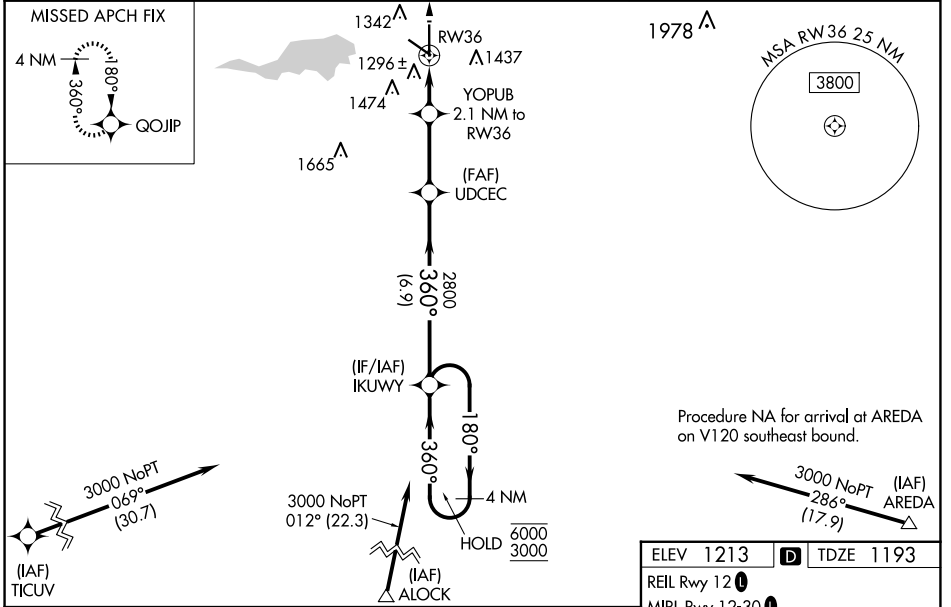 MISSED APCH FIX
4 NM
180°
360°
QOJIP
1342
RW36
1296 ±
1437
1474
YOPUB
2.1 NM to
RW36
1665
(FAF)
UDCEC
1978
MSA RW36 25 NM
3800
2800
360°
(6.9)
(IF/IAF)
IKUWY
180°
360°
4 NM
HOLD
6000
3000
3000 NoPT
069°
(30.7)
(IAF)
TICUV
3000 NoPT
012° (22.3)
(IAF)
ALOCK
Procedure NA for arrival at AREDA
on V120 southeast bound.
3000 NoPT
286°
(17.9)
(IAF)
AREDA
ELEV 1213 D TDZE 1193
REIL Rwy 12 L
MIRL Rwy 12-30 L